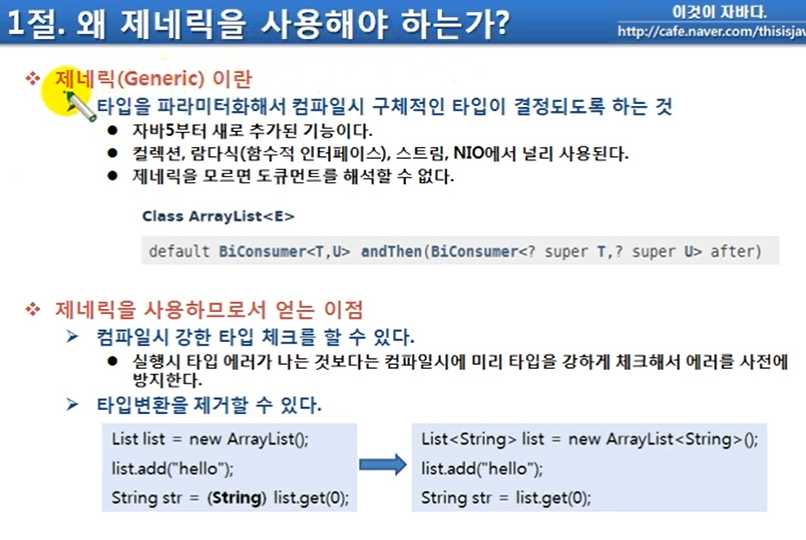 1절. 왜 제네릭을 사용해야 하는가?
이것이 자바다.
http://cafe.naver.com/thisisjav
제네릭(Generic) 이란
타입을 파라미터화해서 컴파일시 구체적인 타입이 결정되도록 하는 것
자바5부터 새로 추가된 기능이다.
컬렉션, 람다식(함수적 인터페이스), 스트림, NIO에서 널리 사용된다.
제네릭을 모르면 도큐먼트를 해석할 수 없다.
Class ArrayList<E>
default BiConsumer<T,U> andThen(BiConsumer<? super T,? super U> after)
제네릭을 사용하므로서 얻는 이점
컴파일시 강한 타입 체크를 할 수 있다.
실행시 타입 에러가 나는 것보다는 컴파일시에 미리 타입을 강하게 체크해서 에러를 사전에
방지한다.
타입변환을 제거할 수 있다.
List list = new ArrayList();
list.add("hello");
String str = (String) list.get(0);
List<String> list = new ArrayList<String>();
list.add("hello");
String str = list.get(0);